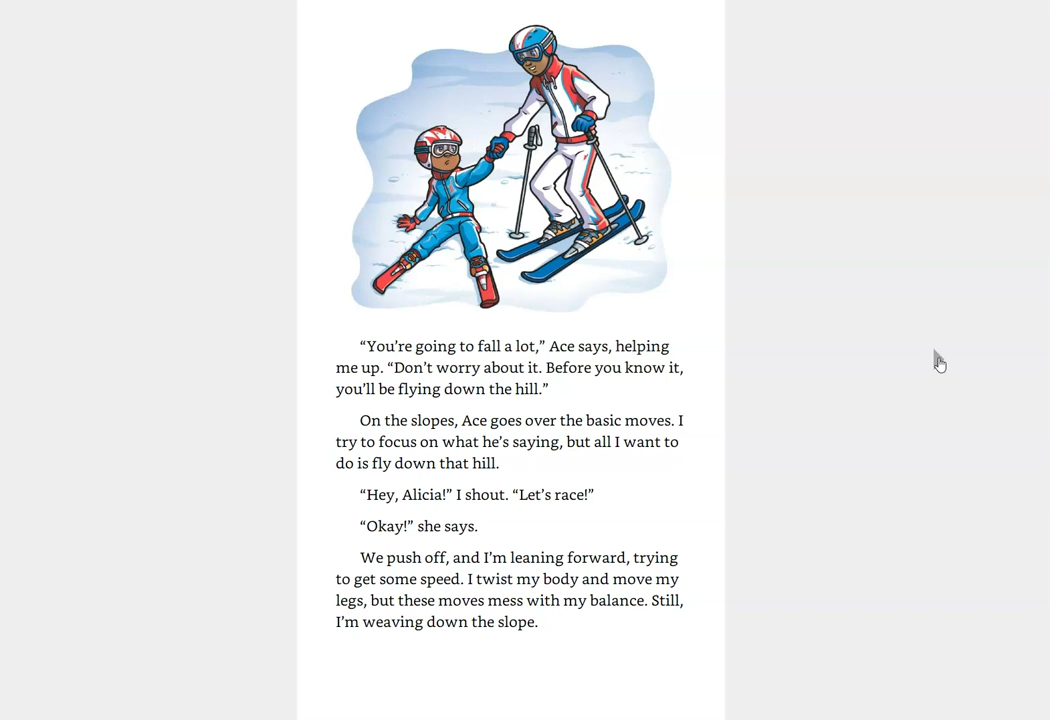 “You’re going to fall a lot,” Ace says, helping
me up. “Don’t worry about it. Before you know it,
you’ll be flying down the hill.”
On the slopes, Ace goes over the basic moves. I
try to focus on what he’s saying, but all I want to
do is fly down that hill.
“Hey, Alicia!” I shout. “Let’s race!”
“Okay!” she says.
We push off, and I’m leaning forward, trying
to get some speed. I twist my body and move my
legs, but these moves mess with my balance. Still,
I’m weaving down the slope.